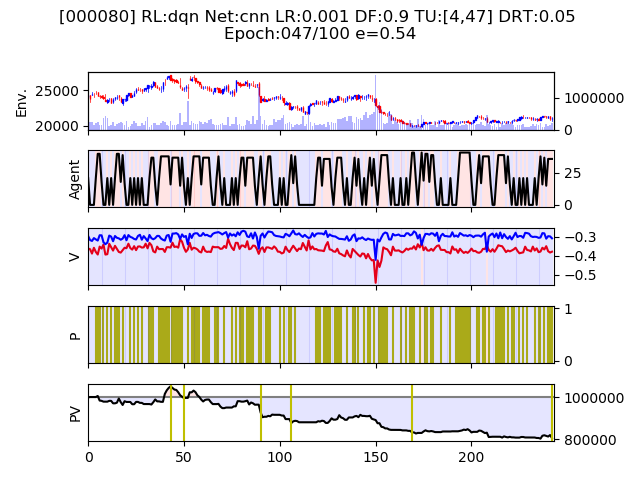 [000080] RL:dqn Net:cnn LR:0.001 DF:0.9 TU:[4,47] DRT:0.05
Epoch:047/100 e=0.54
Env.
25000
20000
1000000
0
Agent
25
0
V
−0.3
−0.4
−0.5
P
1
0
PV
1000000
800000
0 50 100 150 200